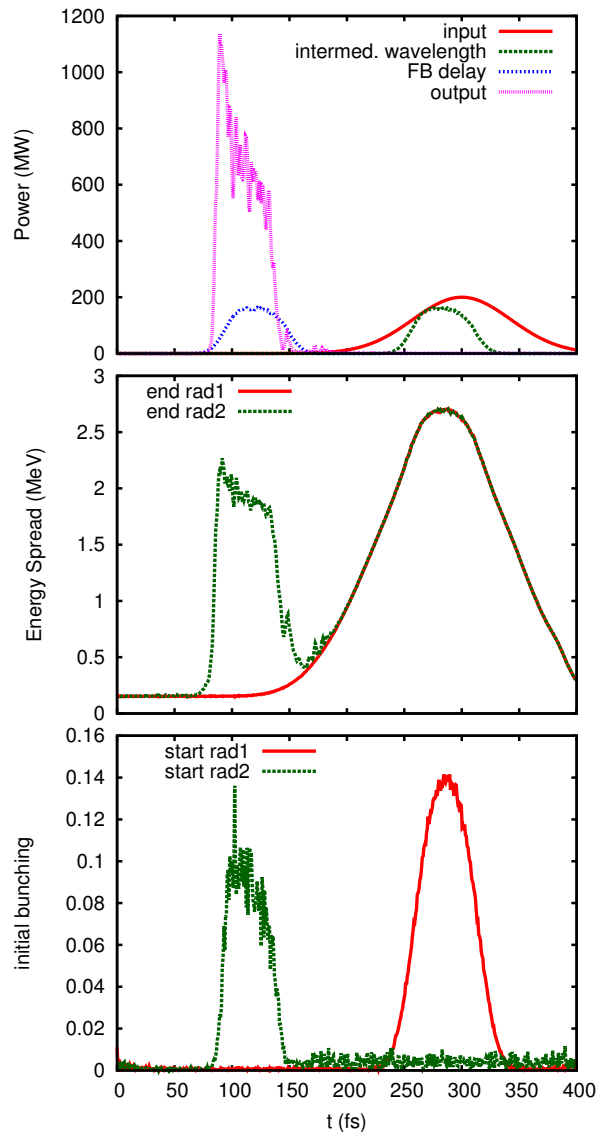 1200
1000
800
600
400
200
0
Power (MW)
input
intermed. wavelength
FB delay
output
3
2.5
2
1.5
1
0.5
0
Energy Spread (MeV)
end rad1
end rad2
0.16
0.14
0.12
0.1
0.08
0.06
0.04
0.02
0
initial bunching
start rad1
start rad2
0 50 100 150 200 250 300 350 400
t (fs)